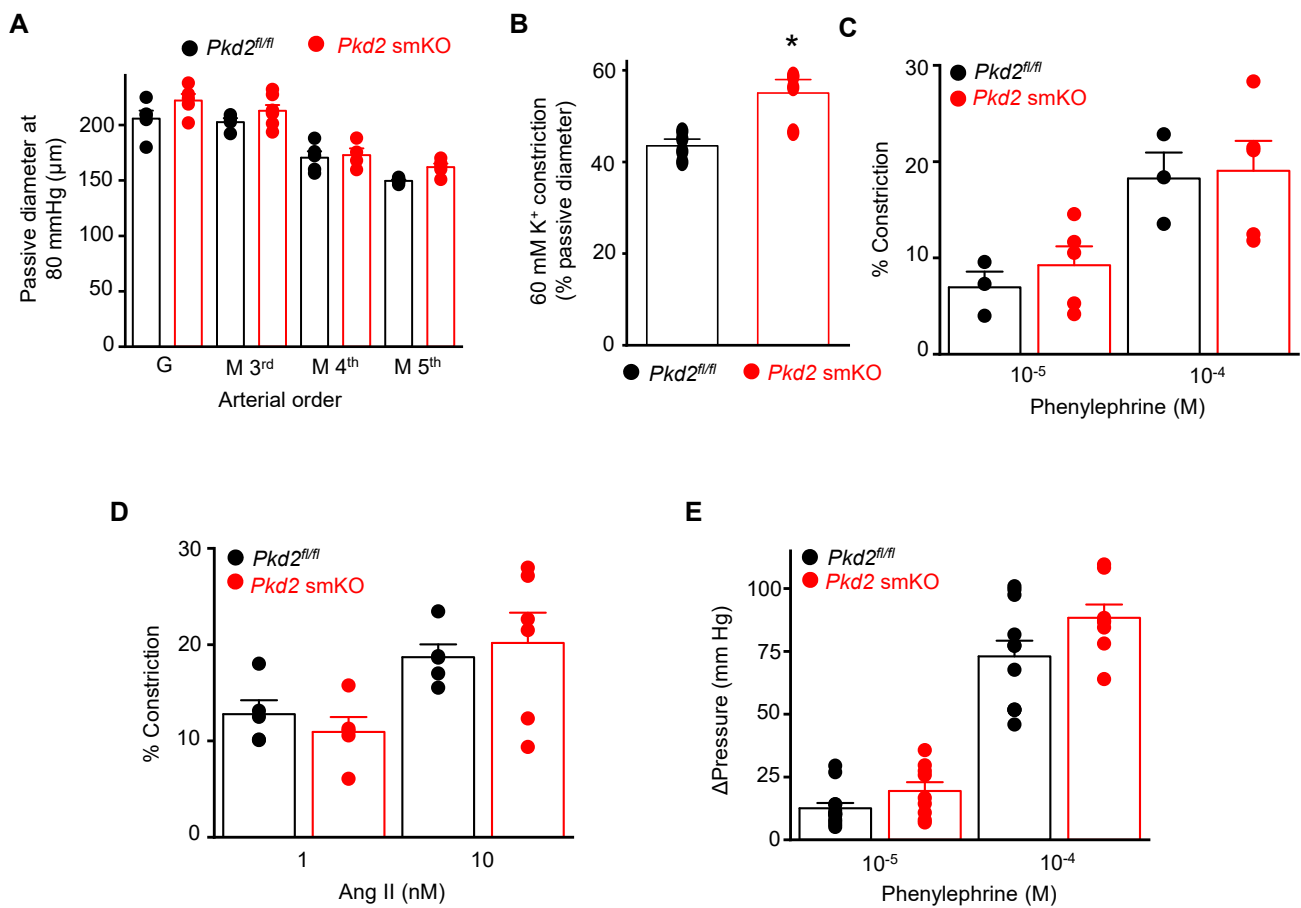 A
Pkd2fl/fl
Pkd2 smKO
Passive diameter at
80 mmHg (µm)
200
150
100
50
0
G
M 3rd
M 4th
M 5th
Arterial order
B
*
60 mM K+ constriction
(% passive diameter)
60
40
20
0
Pkd2fl/fl
Pkd2 smKO
C
Pkd2fl/fl
Pkd2 smKO
% Constriction
30
20
10
0
10-5
10-4
Phenylephrine (M)
D
Pkd2fl/fl
Pkd2 smKO
% Constriction
30
20
10
0
1
10
Ang II (nM)
E
Pkd2fl/fl
Pkd2 smKO
ΔPressure (mm Hg)
100
75
50
25
0
10-5
10-4
Phenylephrine (M)